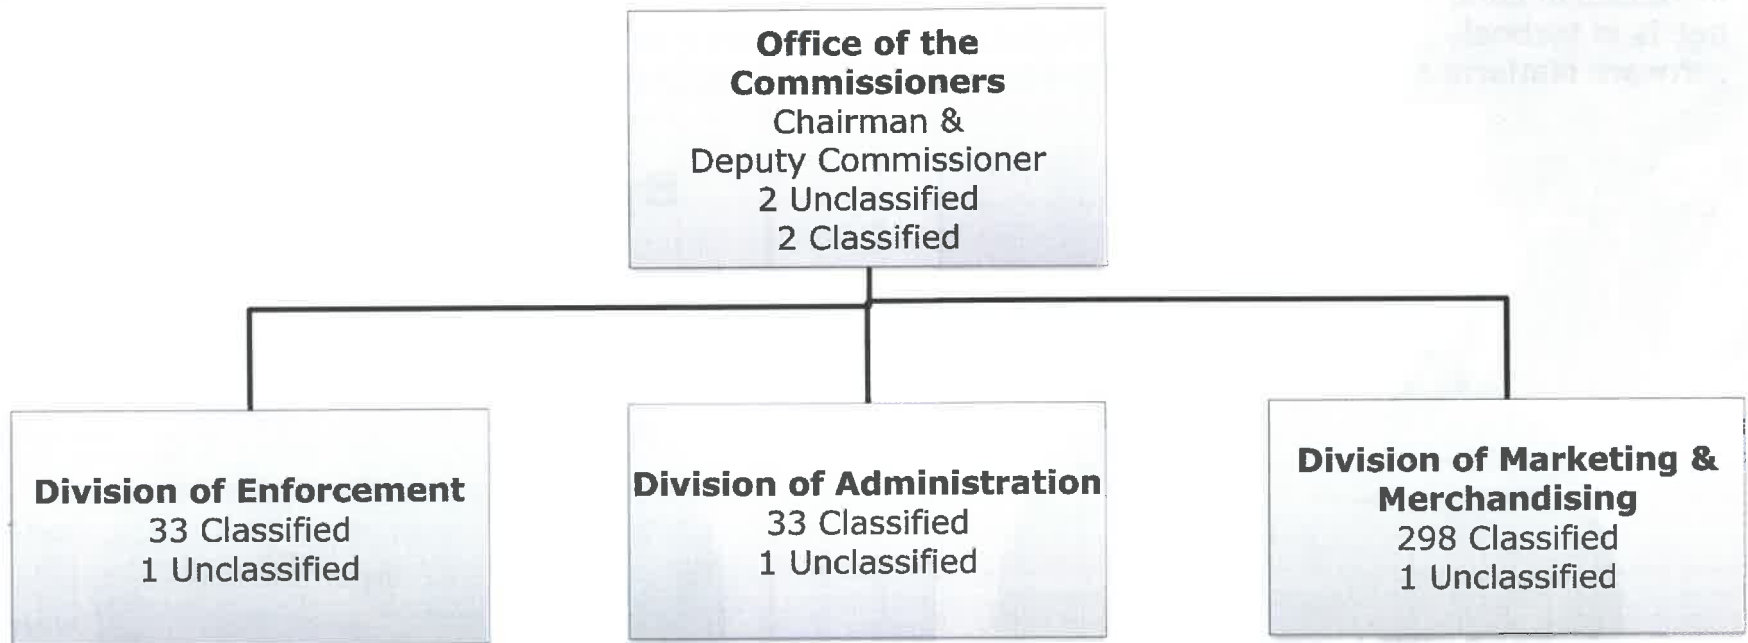 Office of the
Commissioners
Chairman &
Deputy Commissioner
2 Unclassified
2 Classified
Division of Enforcement
33 Classified
1 Unclassified
Division of Administration
33 Classified
1 Unclassified
Division of Marketing &
Merchandising
298 Classified
1 Unclassified